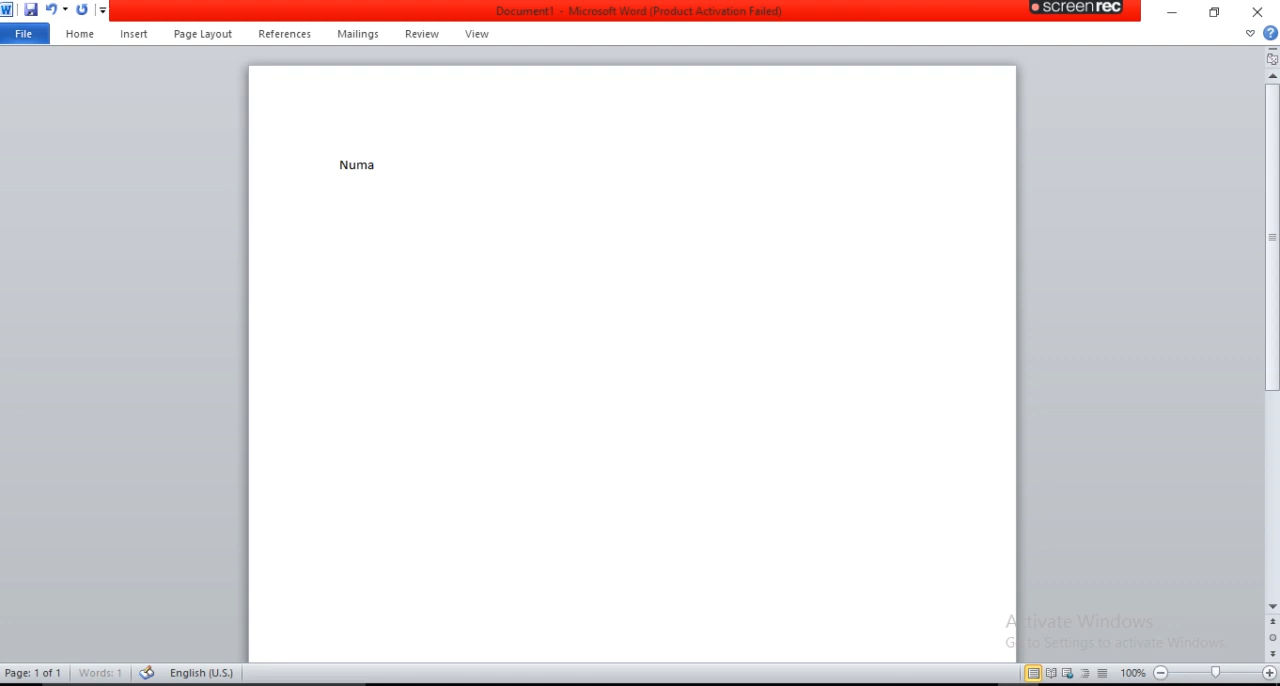 Document1 - Microsoft Word (Product Activation Failed)
screenrec
File Home Insert Page Layout References Mailings Review View
Numa
Activate Windows
Go to Settings to activate Windows.
Page: 1 of 1 Words: 1 English (U.S.) 100%